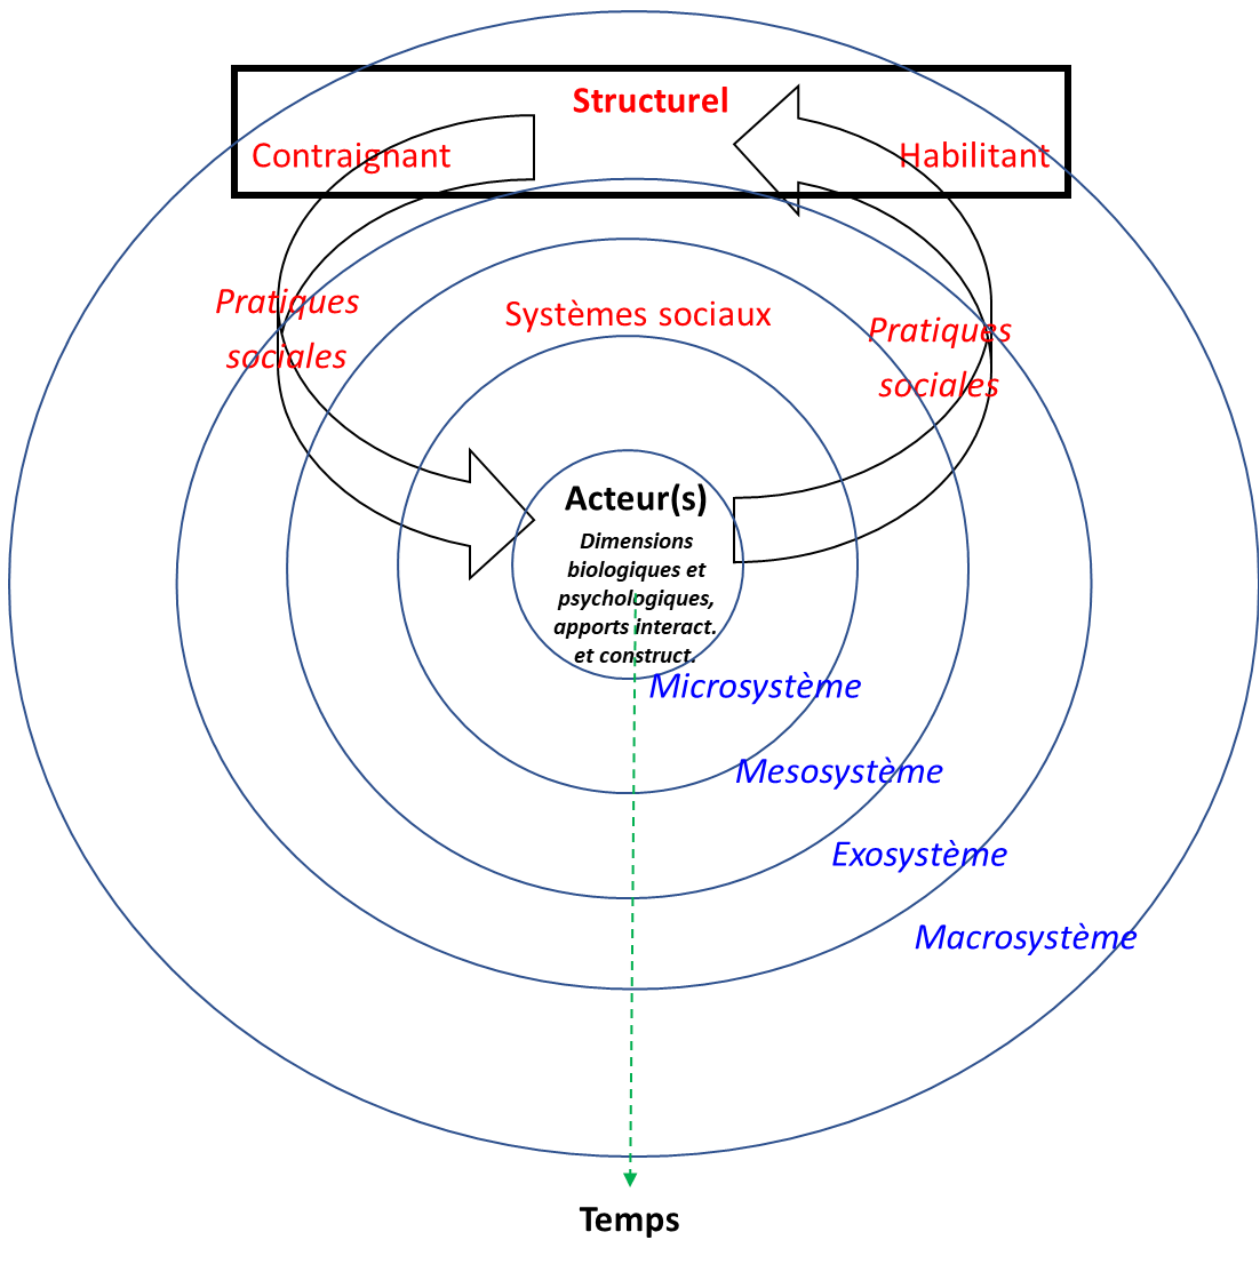 Structurel
Contraignant
Habilitant
Pratiques
sociales
Systèmes sociaux
Pratiques
sociales
Acteur(s)
Dimensions
biologiques et
psychologiques,
apports interact.
et construct.
Microsystème
Mesosystème
Exosystème
Macrosystème
Temps